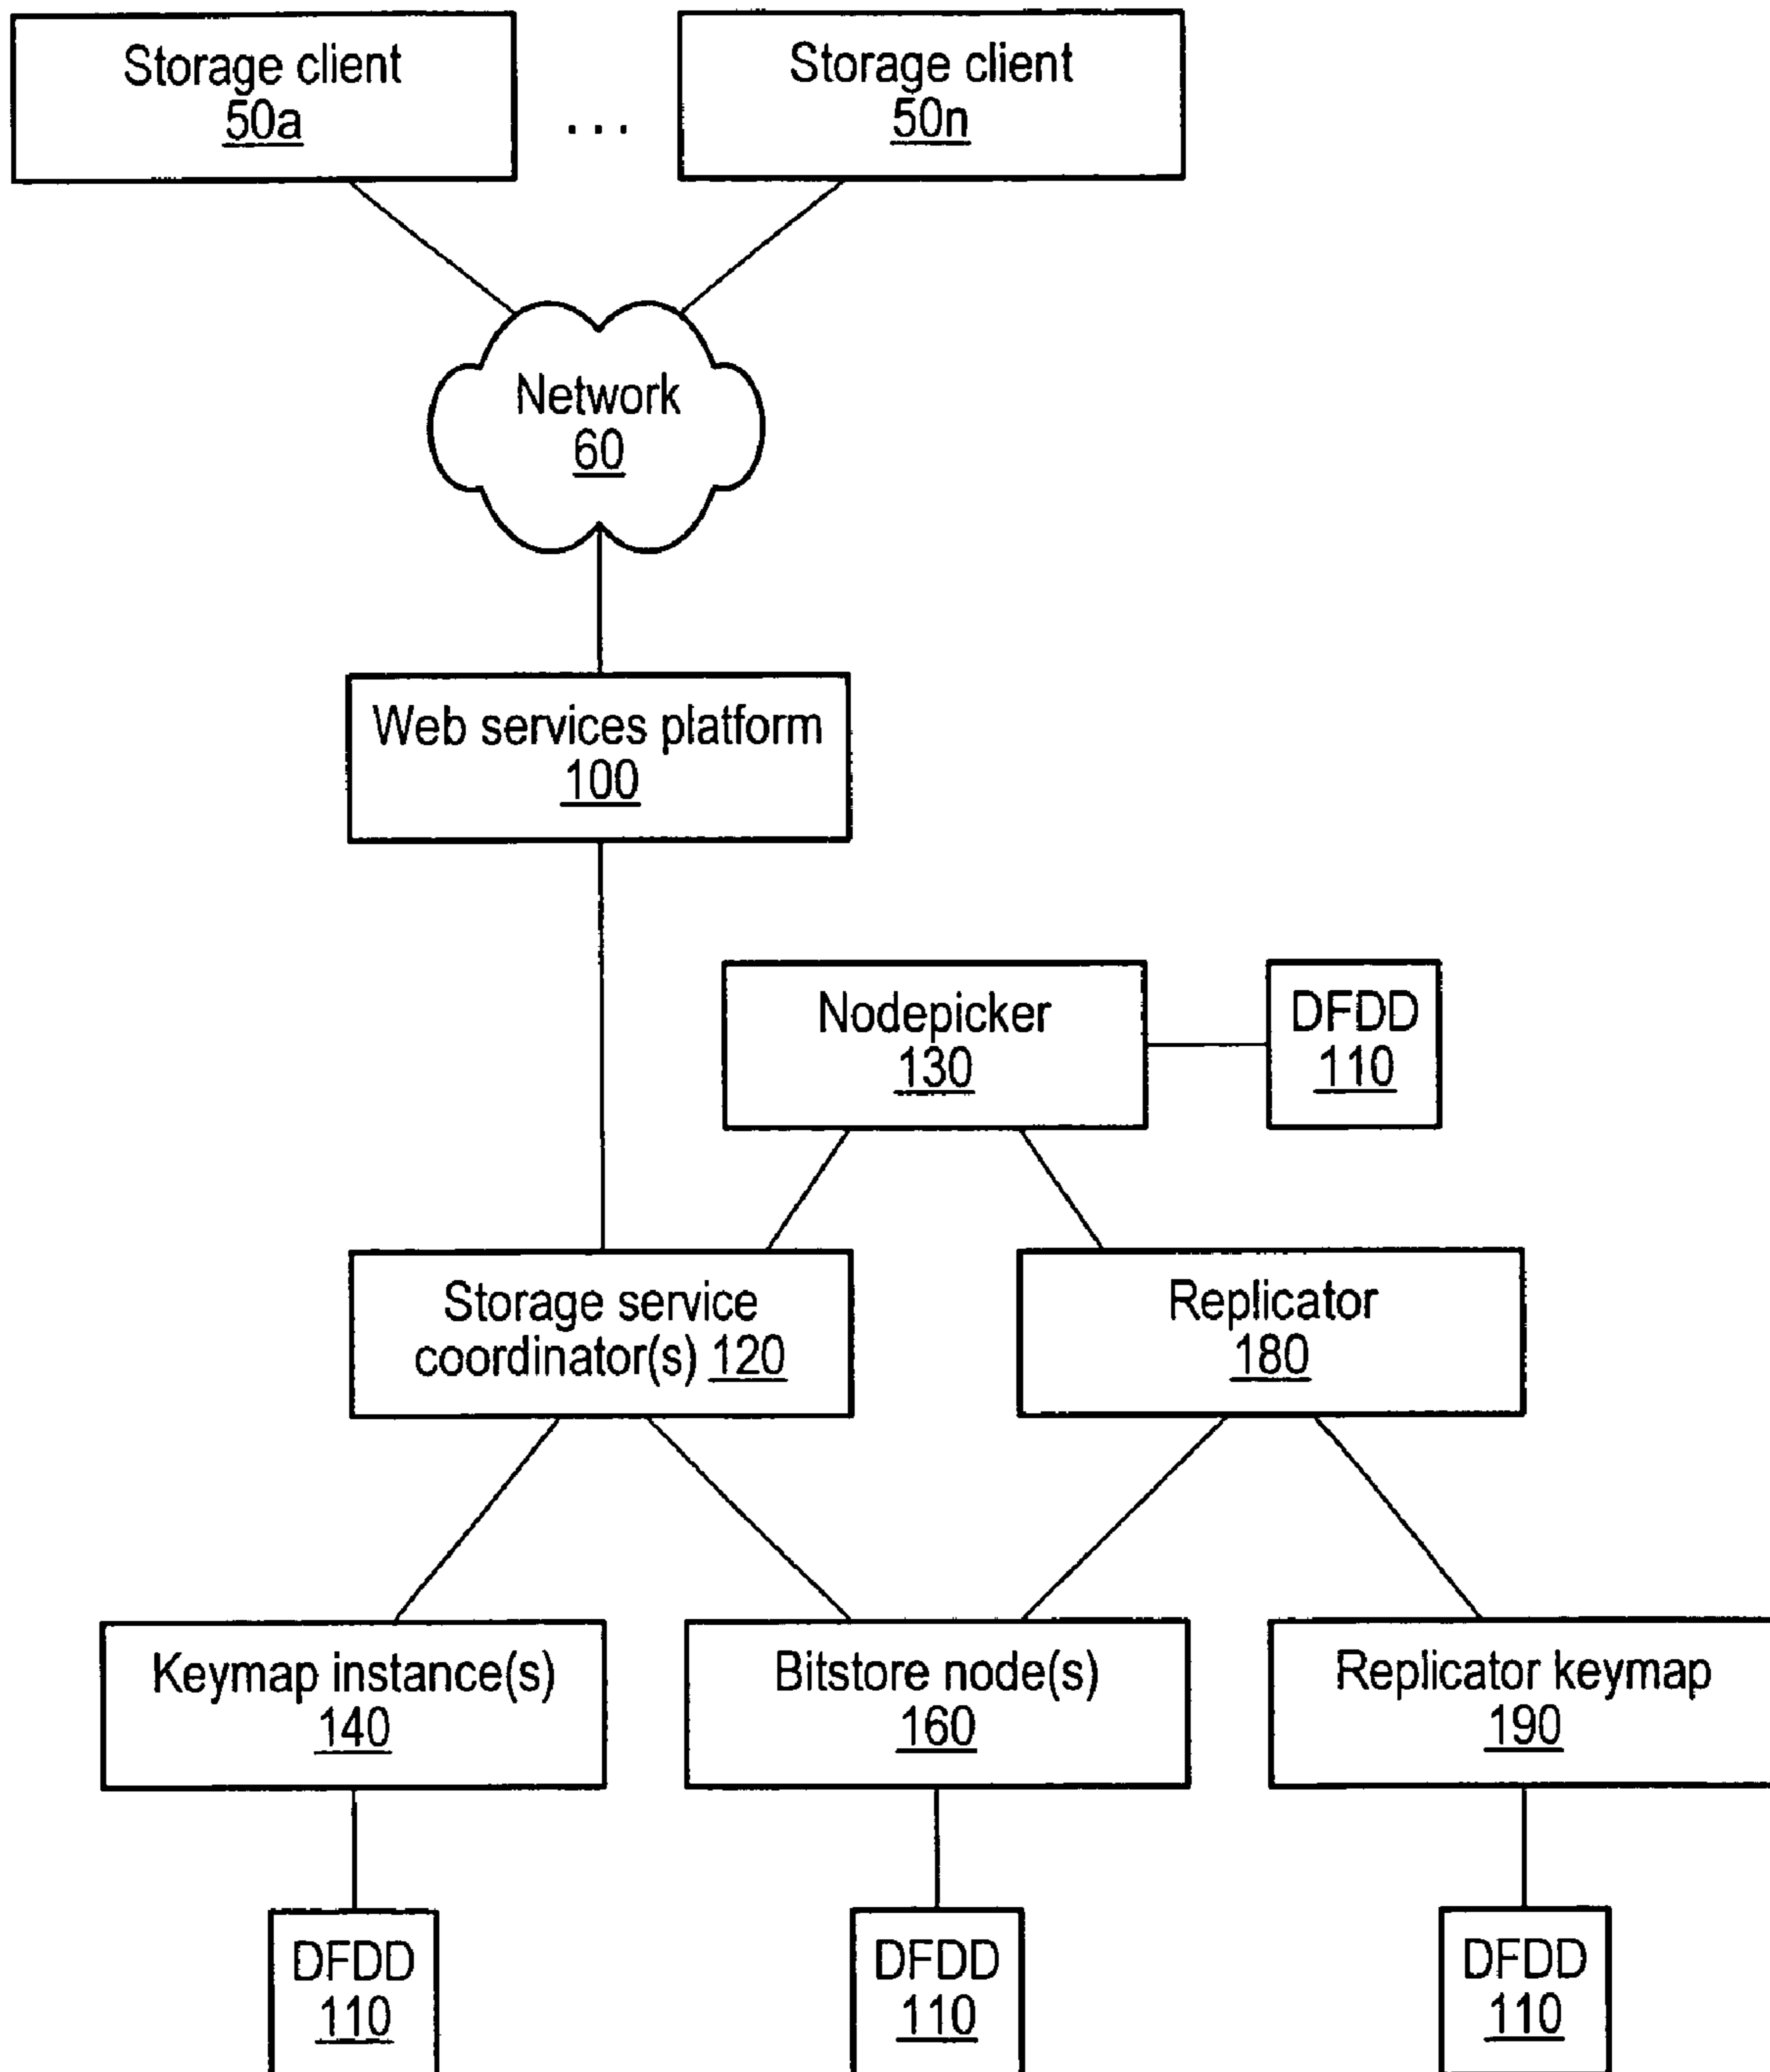 Storage client
50a
...
Storage client
50n
Network
60
Web services platform
100
Nodepicker
130
DFDD
110
Storage service
coordinator(s) 120
Replicator
180
Keymap instance(s)
140
Bitstore node(s)
160
Replicator keymap
190
DFDD
110
DFDD
110
DFDD
110